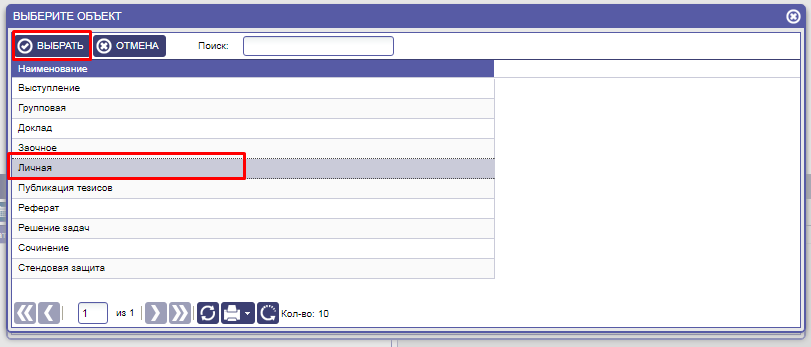 ВЫБЕРИТЕ ОБЪЕКТ
ВЫБРАТЬ ОТМЕНА Поиск:
Наименование
Выступление
Групповая
Доклад
Заочное
Личная
Публикация тезисов
Реферат
Решение задач
Сочинение
Стендовая защита
1 из 1 Кол-во: 10